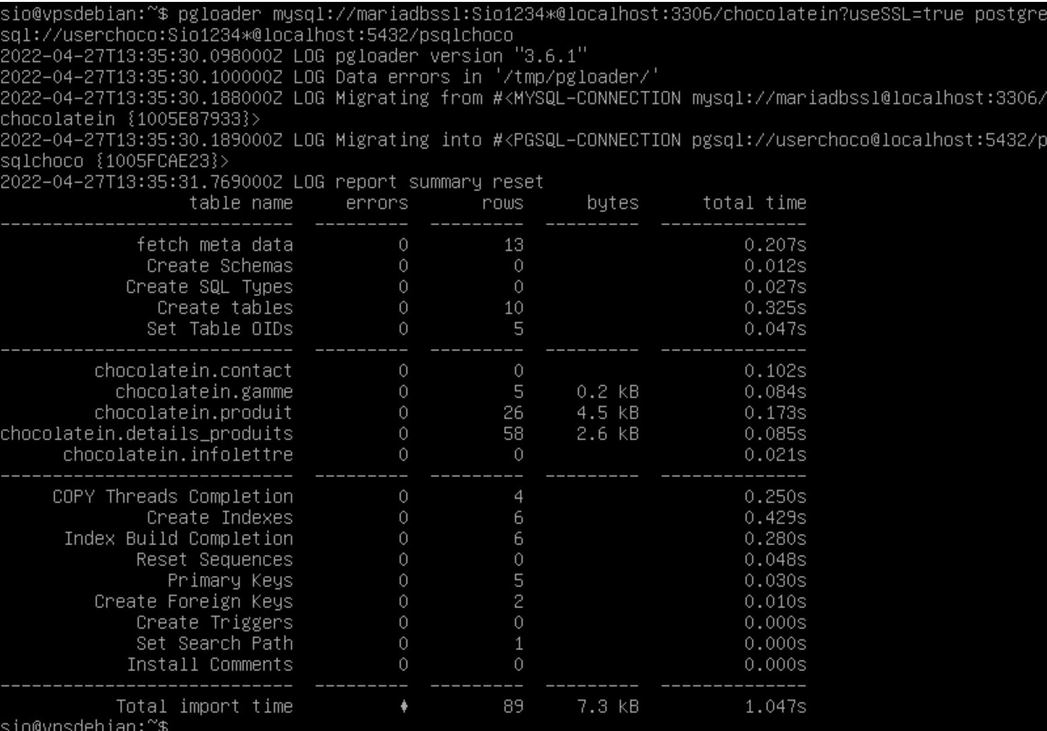 sio@vpsdebian:~$ pgloader mysql://mariadbssl:Sio1234*@localhost:3306/chocolatein?useSSL=true postgre
sql://userchoco:Sio1234*@localhost:5432/psqlchoco
2022-04-27T13:35:30.098000Z LOG pgloader version "3.6.1"
2022-04-27T13:35:30.100000Z LOG Data errors in '/tmp/pgloader/'
2022-04-27T13:35:30.188000Z LOG Migrating from #<MYSQL-CONNECTION mysql://mariadbssl@localhost:3306/
chocolatein {1005E87933}>
2022-04-27T13:35:30.189000Z LOG Migrating into #<PGSQL-CONNECTION pgsql://userchoco@localhost:5432/p
sqlchoco {1005FCAE23}>
2022-04-27T13:35:31.769000Z LOG report summary reset
table name errors rows bytes total time
---------------------------- --------- --------- --------- --------------
fetch meta data 0 13 0.207s
Create Schemas 0 0 0.012s
Create SQL Types 0 0 0.027s
Create tables 0 10 0.325s
Set Table OIDs 0 5 0.047s
---------------------------- --------- --------- --------- --------------
chocolatein.contact 0 0 0.102s
chocolatein.gamme 0 5 0.2 kB 0.084s
chocolatein.produit 0 26 4.5 kB 0.173s
chocolatein.details_produits 0 58 2.6 kB 0.085s
chocolatein.infolettre 0 0 0.021s
---------------------------- --------- --------- --------- --------------
COPY Threads Completion 0 4 0.250s
Create Indexes 0 6 0.429s
Index Build Completion 0 6 0.280s
Reset Sequences 0 0 0.048s
Primary Keys 0 5 0.030s
Create Foreign Keys 0 2 0.010s
Create Triggers 0 0 0.000s
Set Search Path 0 1 0.000s
Install Comments 0 0 0.000s
---------------------------- --------- --------- --------- --------------
Total import time ♦ 89 7.3 kB 1.047s
sio@vpsdebian:~$